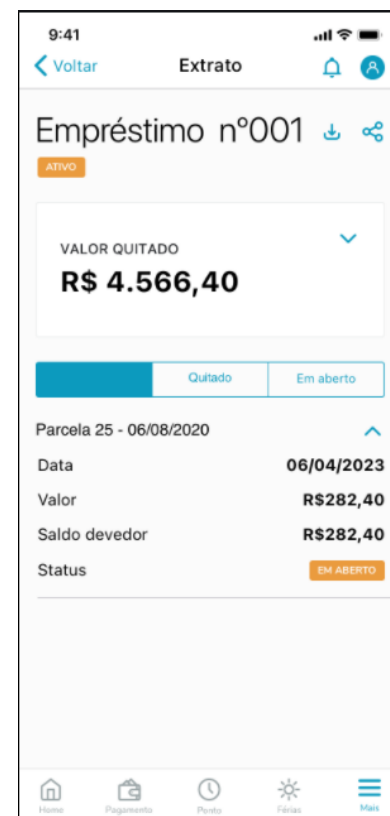 9:41
Voltar Extrato
Empréstimo nº001
ATIVO
VALOR QUITADO
R$ 4.566,40
Quitado Em aberto
Parcela 25 - 06/08/2020
Data 06/04/2023
Valor R$282,40
Saldo devedor R$282,40
Status EM ABERTO
Home Pagamento Ponto Férias Mais